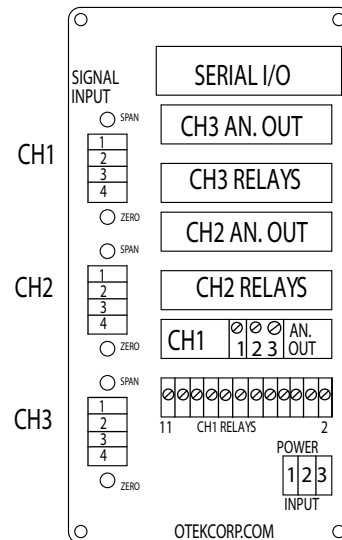 SERIAL I/O
SIGNAL
INPUT
SPAN
CH3 AN. OUT
CH1
1
2
3
4
CH3 RELAYS
ZERO
CH2 AN. OUT
SPAN
CH2
1
2
3
4
CH2 RELAYS
ZERO
CH1 1 2 3 AN.
OUT
SPAN
CH3
1
2
3
4
11 CH1 RELAYS 2
POWER
1 2 3
INPUT
ZERO
OTEKCORP.COM